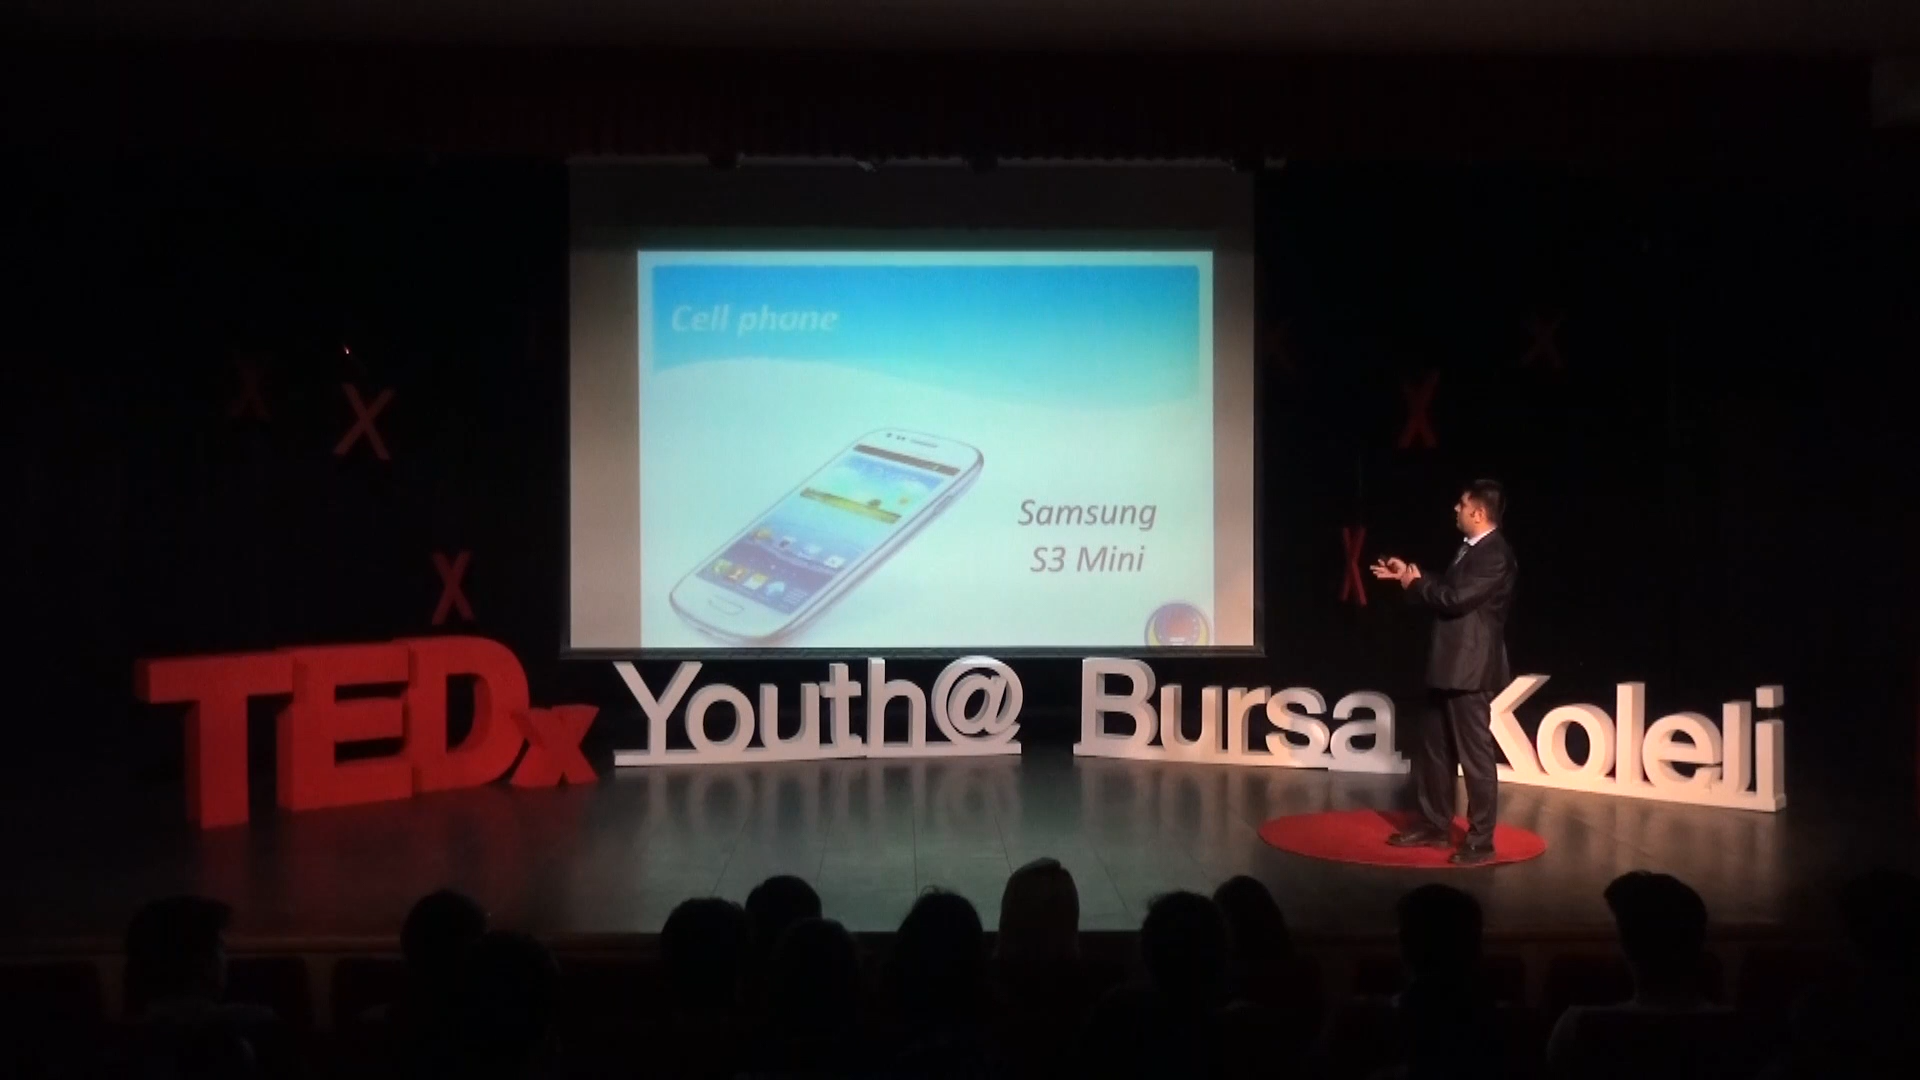 Cell phone
Samsung
S3 Mini
TEDx Youth@ Bursa Koleji
X
X
X
X
X
X
X